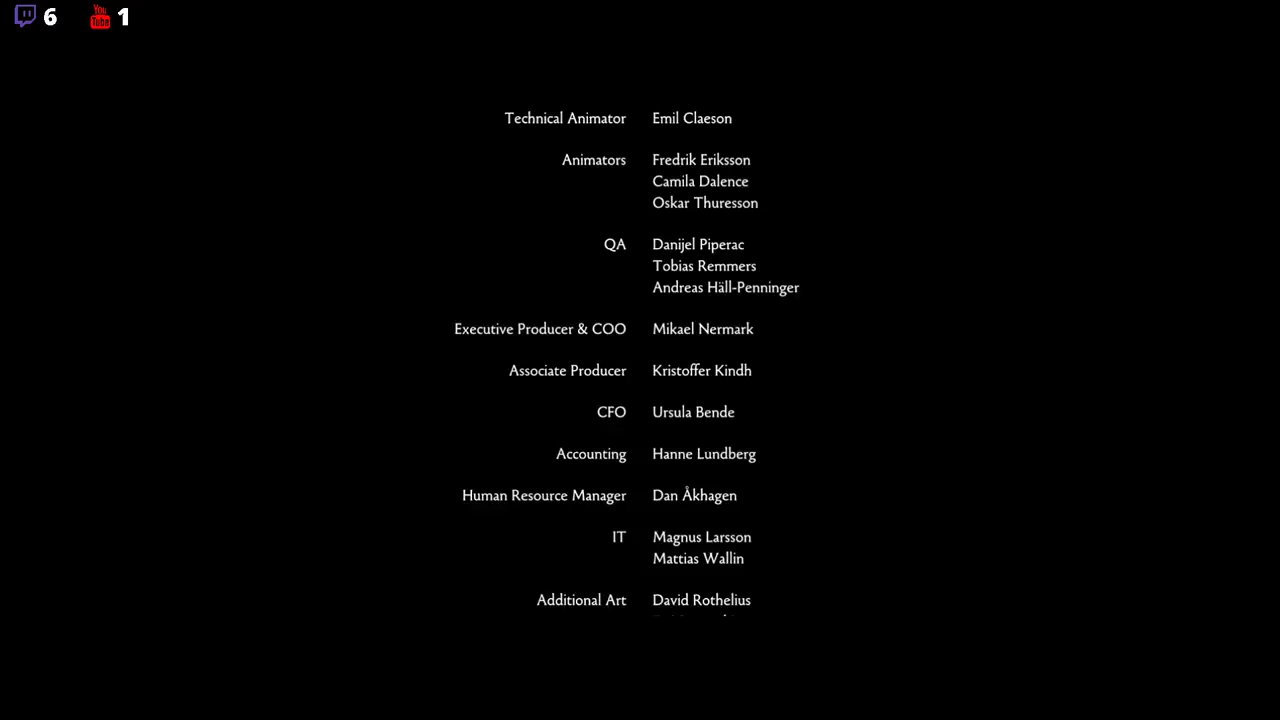 6 You Tube 1
Technical Animator Emil Claeson
Animators Fredrik Eriksson
Camila Dalence
Oskar Thuresson
QA Danijel Piperac
Tobias Remmers
Andreas Häll-Penninger
Executive Producer & COO Mikael Nermark
Associate Producer Kristoffer Kindh
CFO Ursula Bende
Accounting Hanne Lundberg
Human Resource Manager Dan Åkhagen
IT Magnus Larsson
Mattias Wallin
Additional Art David Rothelius